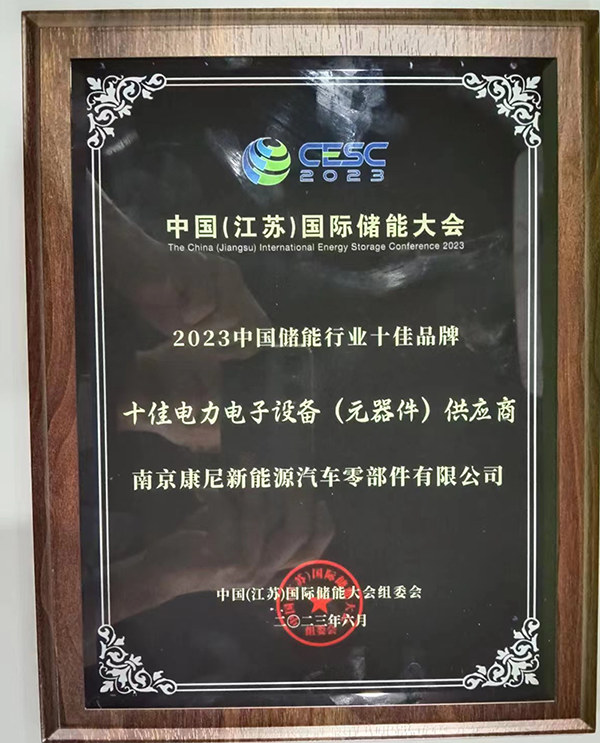 CESC
2023
中国(江苏)国际储能大会
The China (Jiangsu) International Energy Storage Conference 2023
2023中国储能行业十佳品牌
十佳电力电子设备（元器件）供应商
南京康尼新能源汽车零部件有限公司
中国(江苏)国际储能大会组委会
二〇二三年六月